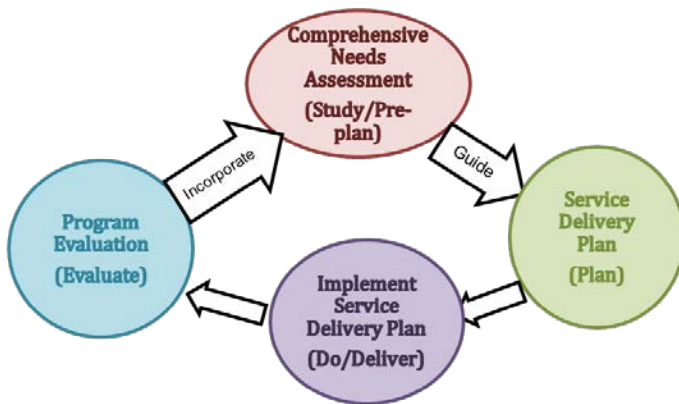 Comprehensive
Needs
Assessment
(Study/Pre-
plan)
Incorporate
Guide
Program
Evaluation
(Evaluate)
Service
Delivery
Plan
(Plan)
Implement
Service
Delivery Plan
(Do/Deliver)